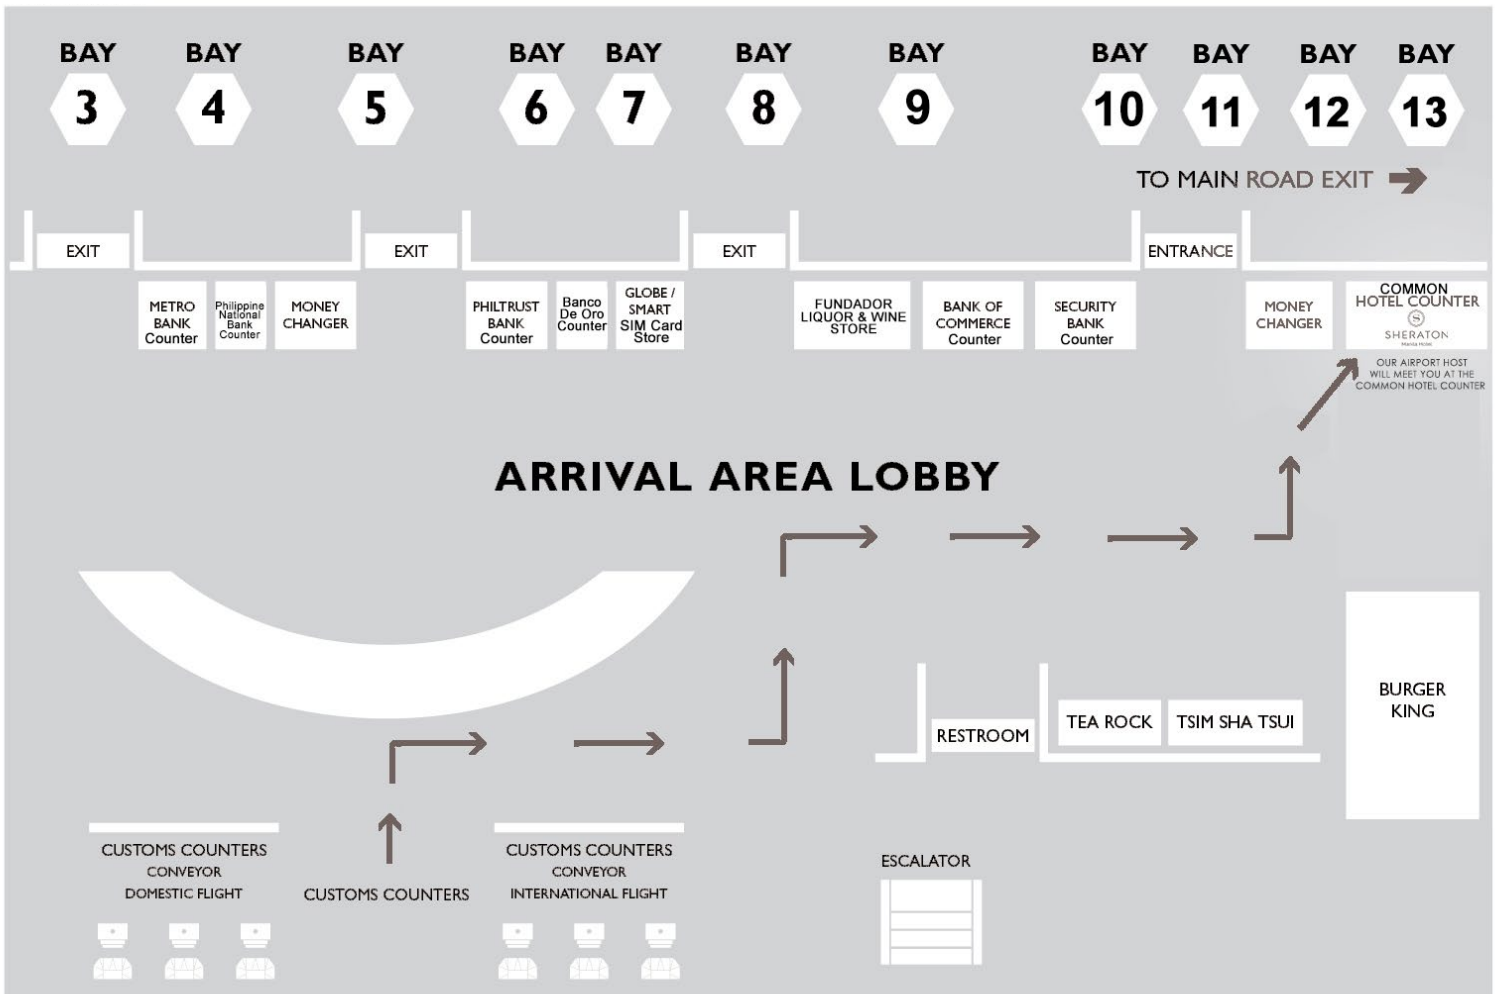 BAY BAY BAY BAY BAY BAY BAY BAY BAY BAY BAY
3 4 5 6 7 8 9 10 11 12 13
TO MAIN ROAD EXIT
EXIT
EXIT
EXIT
ENTRANCE
METRO
BANK
Counter
Philippine
National
Bank
Counter
MONEY
CHANGER
PHILTRUST
BANK
Counter
Banco
De Oro
Counter
GLOBE /
SMART
SIM Card
Store
FUNDADOR
LIQUOR & WINE
STORE
BANK OF
COMMERCE
Counter
SECURITY
BANK
Counter
MONEY
CHANGER
COMMON
HOTEL COUNTER
S
SHERATON
Manila Hotel
OUR AIRPORT HOST
WILL MEET YOU AT THE
COMMON HOTEL COUNTER
ARRIVAL AREA LOBBY
RESTROOM
TEA ROCK
TSIM SHA TSUI
BURGER
KING
CUSTOMS COUNTERS
CONVEYOR
DOMESTIC FLIGHT
CUSTOMS COUNTERS
CUSTOMS COUNTERS
CONVEYOR
INTERNATIONAL FLIGHT
ESCALATOR